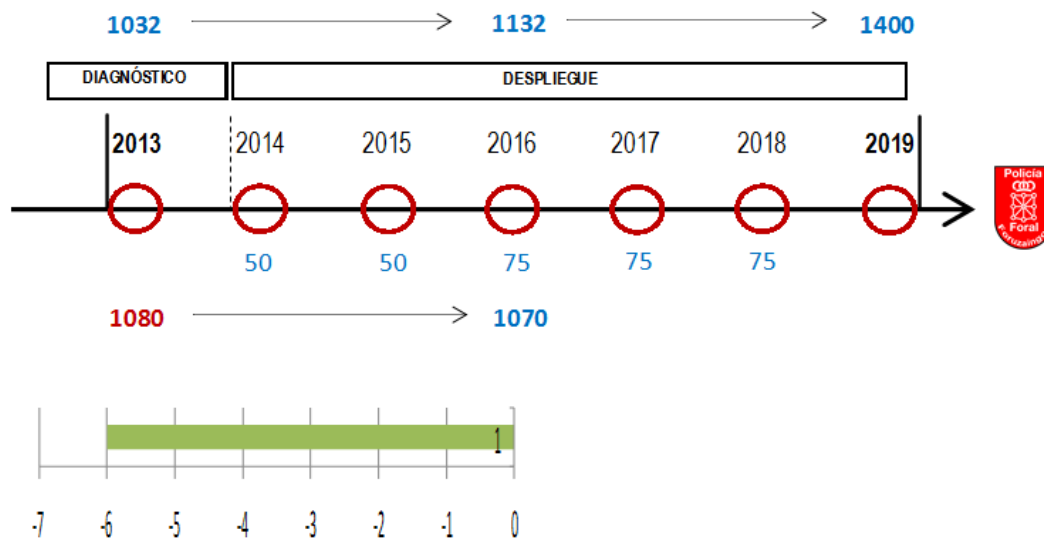 1032 1132 1400
DIAGNÓSTICO DESPLIEGUE
2013 2014 2015 2016 2017 2018 2019
Policía
Foral
Foruzaingoa
50 50 75 75 75
1080 1070
1
-7 -6 -5 -4 -3 -2 -1 0